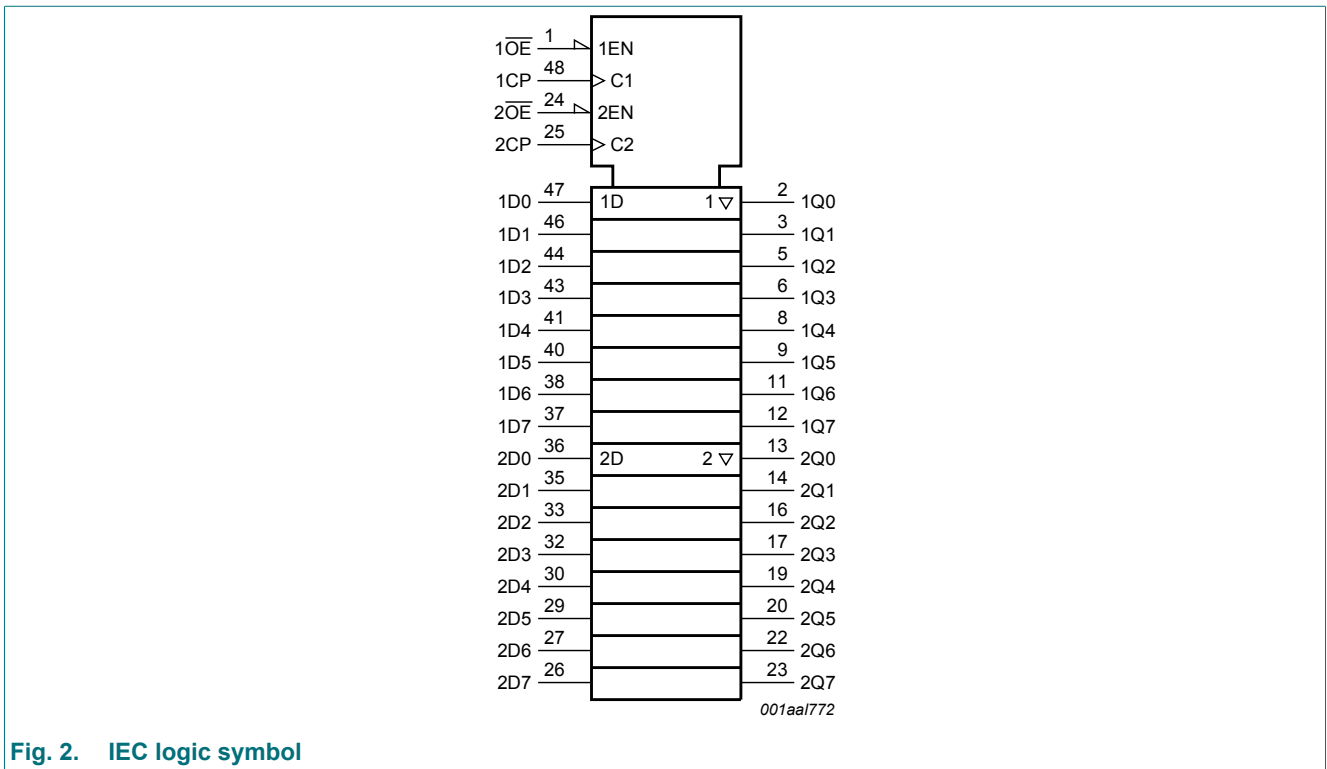 1OE 1 1EN
1CP 48 C1
2OE 24 2EN
2CP 25 C2
1D0 47 1D 1 ▽ 2 1Q0
1D1 46 3 1Q1
1D2 44 5 1Q2
1D3 43 6 1Q3
1D4 41 8 1Q4
1D5 40 9 1Q5
1D6 38 11 1Q6
1D7 37 12 1Q7
2D0 36 2D 2 ▽ 13 2Q0
2D1 35 14 2Q1
2D2 33 16 2Q2
2D3 32 17 2Q3
2D4 30 19 2Q4
2D5 29 20 2Q5
2D6 27 22 2Q6
2D7 26 23 2Q7
001aal772
Fig. 2. IEC logic symbol